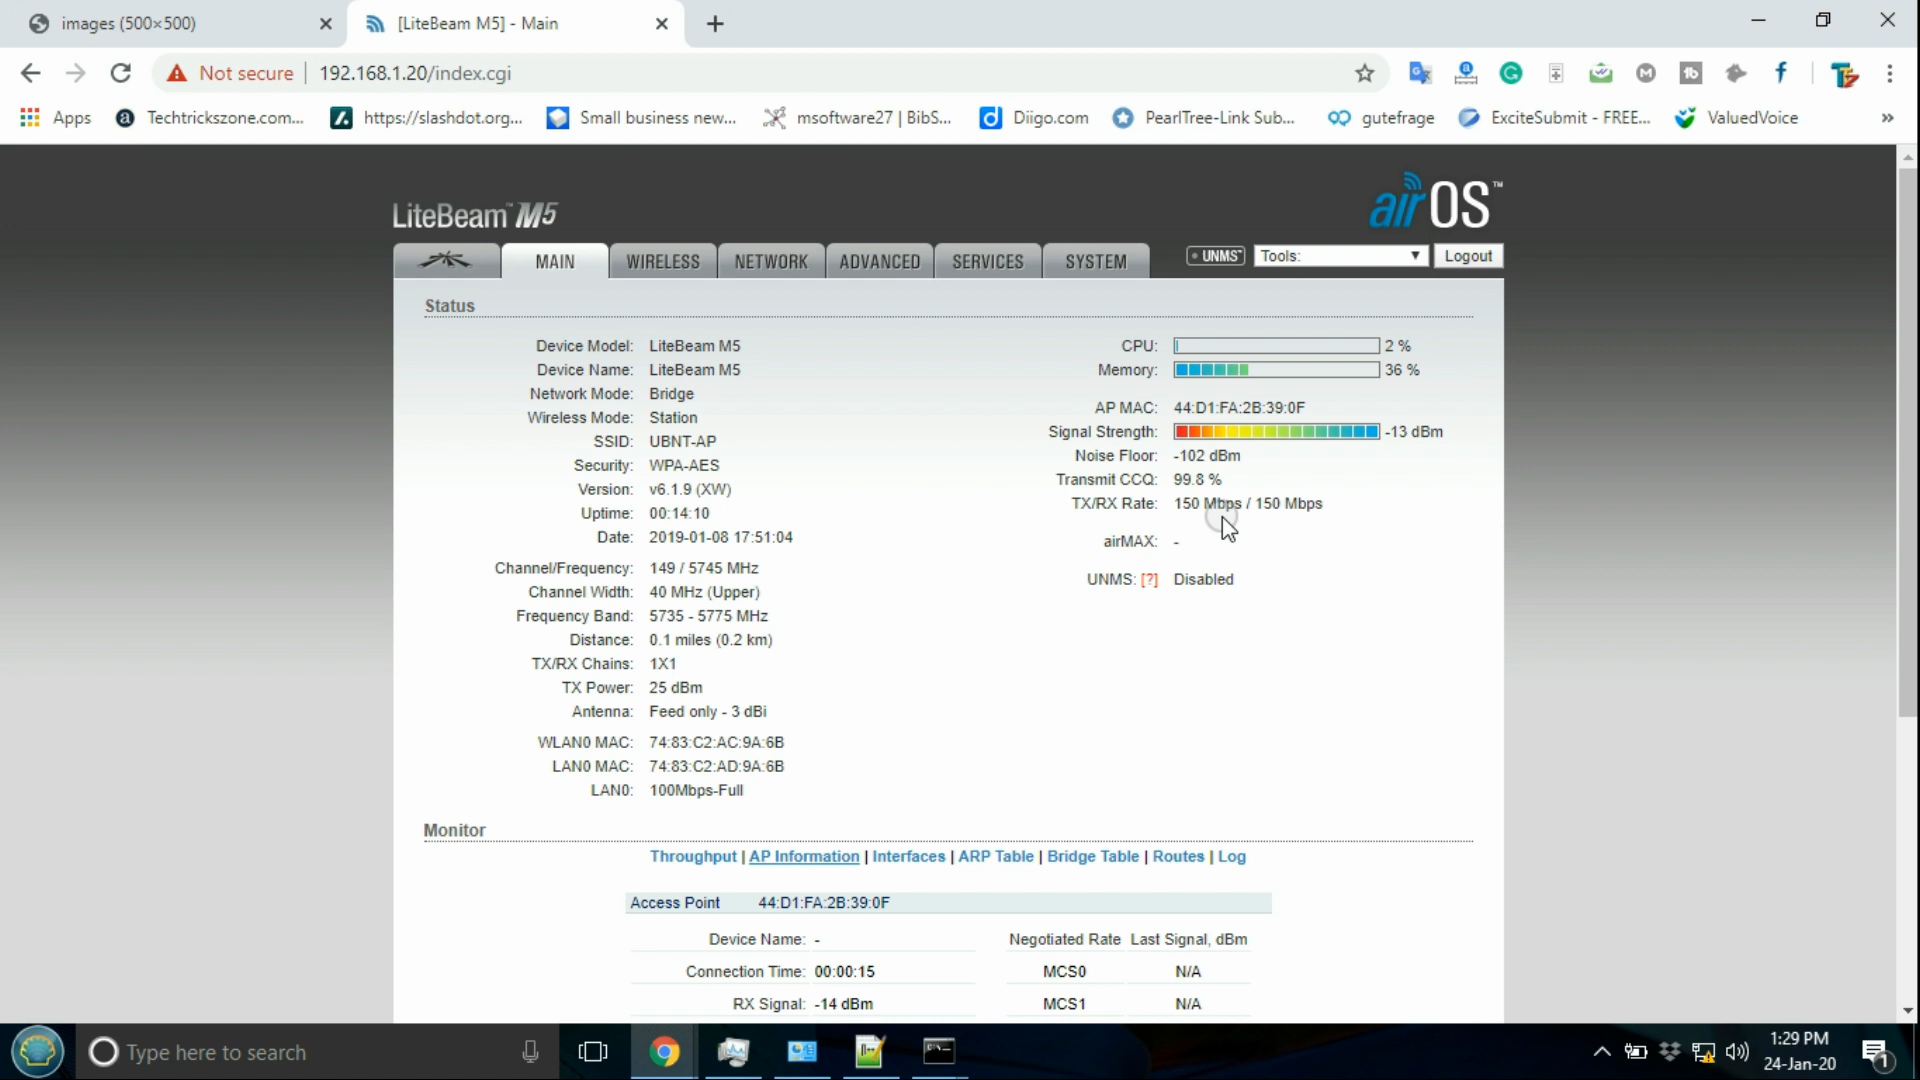 images (500×500)
[LiteBeam M5] - Main
Not secure
192.168.1.20/index.cgi
Apps
Techtrickszone.com...
https://slashdot.org...
Small business new...
msoftware27 | BibS...
Diigo.com
PearlTree-Link Sub...
gutefrage
ExciteSubmit - FREE...
ValuedVoice
»
LiteBeam™ M5
airOS™
MAIN
WIRELESS
NETWORK
ADVANCED
SERVICES
SYSTEM
UNMS™
Tools:
Logout
Status
Device Model: LiteBeam M5
Device Name: LiteBeam M5
Network Mode: Bridge
Wireless Mode: Station
SSID: UBNT-AP
Security: WPA-AES
Version: v6.1.9 (XW)
Uptime: 00:14:10
Date: 2019-01-08 17:51:04
Channel/Frequency: 149 / 5745 MHz
Channel Width: 40 MHz (Upper)
Frequency Band: 5735 - 5775 MHz
Distance: 0.1 miles (0.2 km)
TX/RX Chains: 1X1
TX Power: 25 dBm
Antenna: Feed only - 3 dBi
WLAN0 MAC: 74:83:C2:AC:9A:6B
LAN0 MAC: 74:83:C2:AD:9A:6B
LAN0: 100Mbps-Full
CPU: 2 %
Memory: 36 %
AP MAC: 44:D1:FA:2B:39:0F
Signal Strength: -13 dBm
Noise Floor: -102 dBm
Transmit CCQ: 99.8 %
TX/RX Rate: 150 Mbps / 150 Mbps
airMAX: -
UNMS: [?] Disabled
Monitor
Throughput | AP Information | Interfaces | ARP Table | Bridge Table | Routes | Log
Access Point 44:D1:FA:2B:39:0F
Device Name: -
Connection Time: 00:00:15
RX Signal: -14 dBm
Negotiated Rate Last Signal, dBm
MCS0 N/A
MCS1 N/A
Type here to search
1:29 PM
24-Jan-20
1